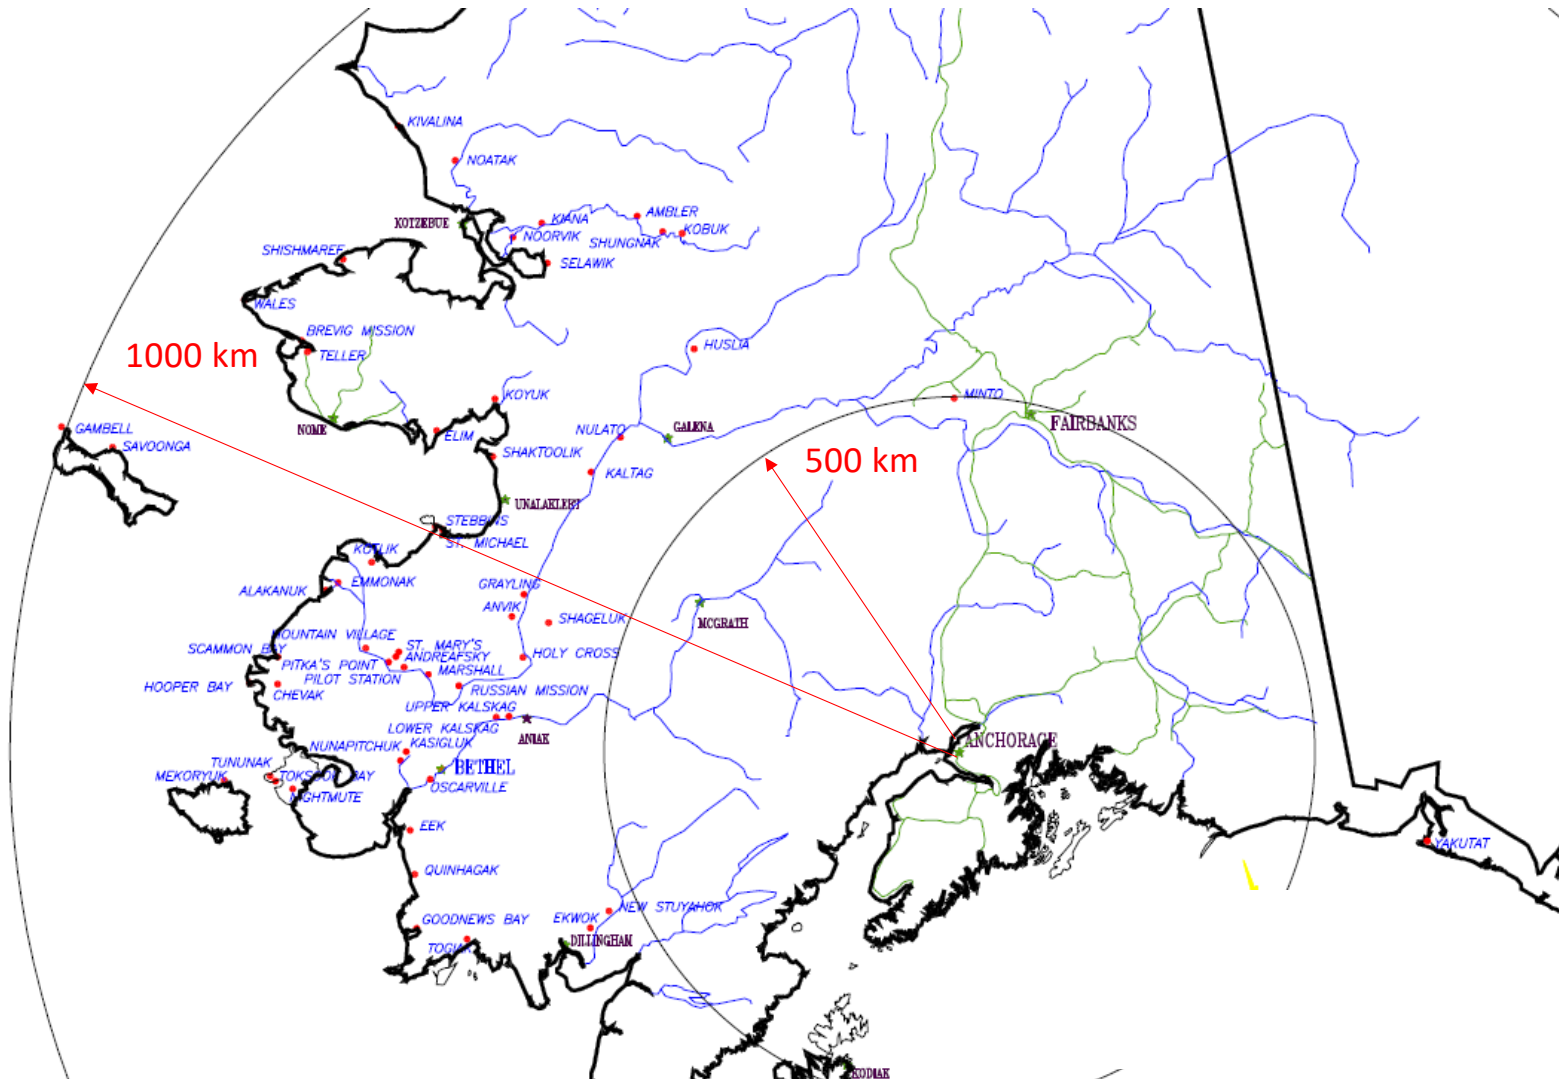 KIVALINA
NOATAK
KOTZEBUE
KIANA
AMBLER
NOORVIK
SHUNGNAK
KOBUK
SHISHMAREF
SELAWIK
WALES
BREVIG MISSION
TELLER
1000 km
HUSLIA
KOYUK
MINTO
NOME
ELIM
NULATO
GALENA
FAIRBANKS
GAMBELL
SAVOONGA
SHAKTOOLIK
KALTAG
500 km
UNALAKLEET
STEBBINS
ST. MICHAEL
KOTLIK
EMMONAK
ALAKANUK
GRAYLING
ANVIK
SHAGELUK
MCGRATH
MOUNTAIN VILLAGE
SCAMMON BAY
ST. MARY'S
ANDREAFSKY
HOLY CROSS
PITKA'S POINT
MARSHALL
PILOT STATION
HOOPER BAY
CHEVAK
RUSSIAN MISSION
UPPER KALSKAG
LOWER KALSKAG
ANIAK
NUNAPITCHUK
KASIGLUK
ANCHORAGE
TUNUNAK
MEKORYUK
TOKSOOK BAY
BETHEL
OSCARVILLE
NIGHTMUTE
EEK
YAKUTAT
QUINHAGAK
GOODNEWS BAY
EKWOK
NEW STUYAHOK
TOGIAK
DILLINGHAM
KODIAK